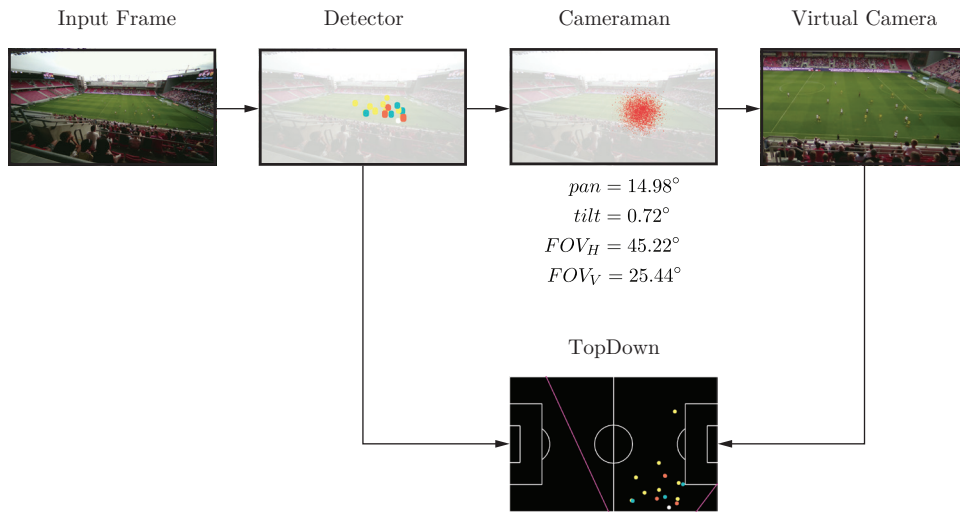 Input Frame
Detector
Cameraman
Virtual Camera
pan = 14.98°
tilt = 0.72°
FOV_H = 45.22°
FOV_V = 25.44°
TopDown